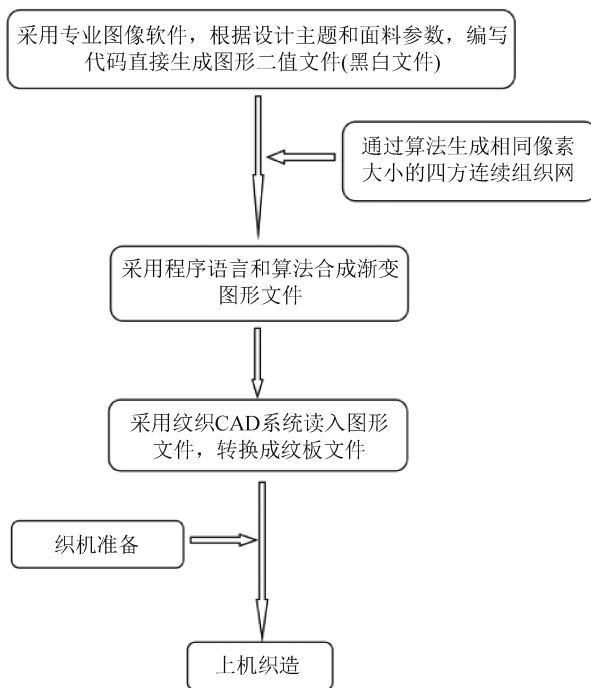 采用专业图像软件，根据设计主题和面料参数，编写
代码直接生成图形二值文件(黑白文件)
通过算法生成相同像素
大小的四方连续组织网
采用程序语言和算法合成渐变
图形文件
采用纹织CAD系统读入图形
文件，转换成纹板文件
织机准备
上机织造